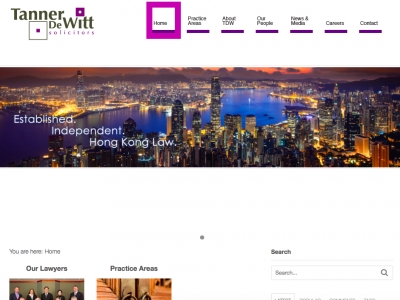 Tanner
De Witt
solicitors
Home
Practice Areas
About TDW
Our People
News & Media
Careers
Contact
Established.
Independent.
Hong Kong Law.
You are here: Home
Search
Our Lawyers
Practice Areas
Search...